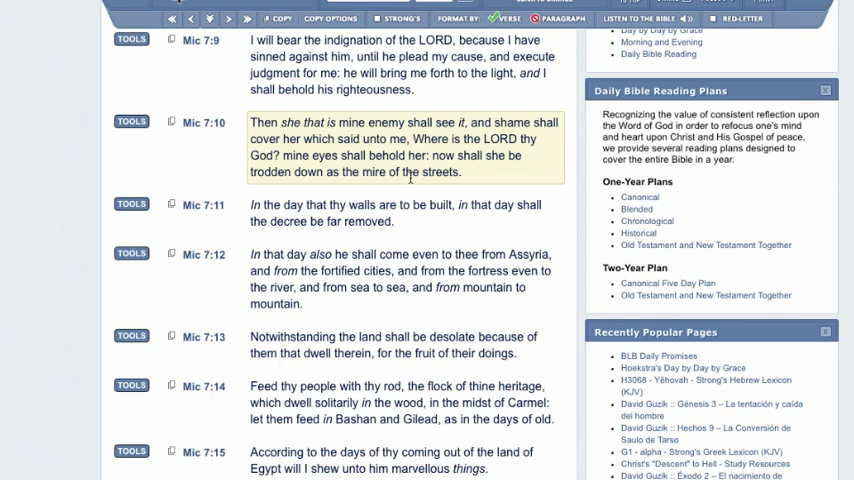 COPY
COPY OPTIONS
STRONG'S
FORMAT BY:
VERSE
PARAGRAPH
LISTEN TO THE BIBLE
RED-LETTER
TOOLS
Mic 7:9
I will bear the indignation of the LORD, because I have
sinned against him, until he plead my cause, and execute
judgment for me: he will bring me forth to the light, and I
shall behold his righteousness.
TOOLS
Mic 7:10
Then she that is mine enemy shall see it, and shame shall
cover her which said unto me, Where is the LORD thy
God? mine eyes shall behold her: now shall she be
trodden down as the mire of the streets.
TOOLS
Mic 7:11
In the day that thy walls are to be built, in that day shall
the decree be far removed.
TOOLS
Mic 7:12
In that day also he shall come even to thee from Assyria,
and from the fortified cities, and from the fortress even to
the river, and from sea to sea, and from mountain to
mountain.
TOOLS
Mic 7:13
Notwithstanding the land shall be desolate because of
them that dwell therein, for the fruit of their doings.
TOOLS
Mic 7:14
Feed thy people with thy rod, the flock of thine heritage,
which dwell solitarily in the wood, in the midst of Carmel:
let them feed in Bashan and Gilead, as in the days of old.
TOOLS
Mic 7:15
According to the days of thy coming out of the land of
Egypt will I shew unto him marvellous things.
Day by Day by Grace
Morning and Evening
Daily Bible Reading
Daily Bible Reading Plans
Recognizing the value of consistent reflection upon
the Word of God in order to refocus one's mind
and heart upon Christ and His Gospel of peace,
we provide several reading plans designed to
cover the entire Bible in a year.
One-Year Plans
Canonical
Blended
Chronological
Historical
Old Testament and New Testament Together
Two-Year Plan
Canonical Five Day Plan
Old Testament and New Testament Together
Recently Popular Pages
BLB Daily Promises
Hoekstra's Day by Day by Grace
H3068 - Yĕhovah - Strong's Hebrew Lexicon
(KJV)
David Guzik :: Génesis 3 – La tentación y caída
del hombre
David Guzik :: Hechos 9 – La Conversión de
Saulo de Tarso
G1 - alpha - Strong's Greek Lexicon (KJV)
Christ's "Descent" to Hell - Study Resources
David Guzik :: Éxodo 2 – El nacimiento de